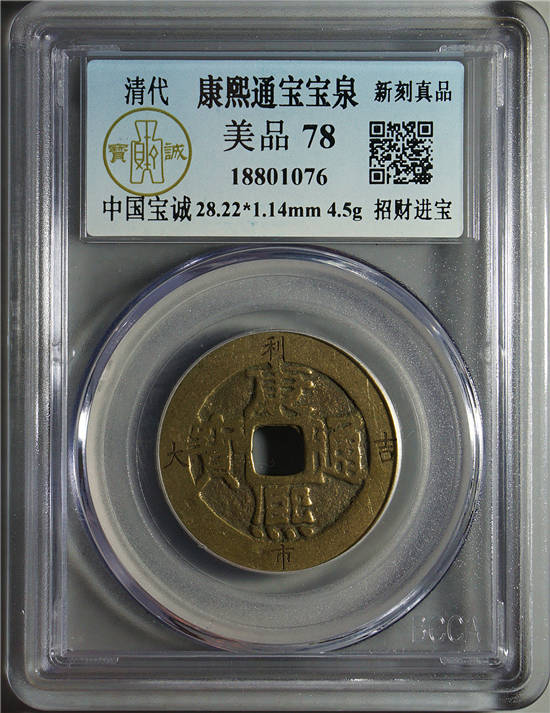 清代 康熙通宝宝泉 新刻真品
寶 誠
美品 78
18801076
中国宝诚 28.22*1.14mm 4.5g 招财进宝
利
康
大 寶 通 吉
熙
市